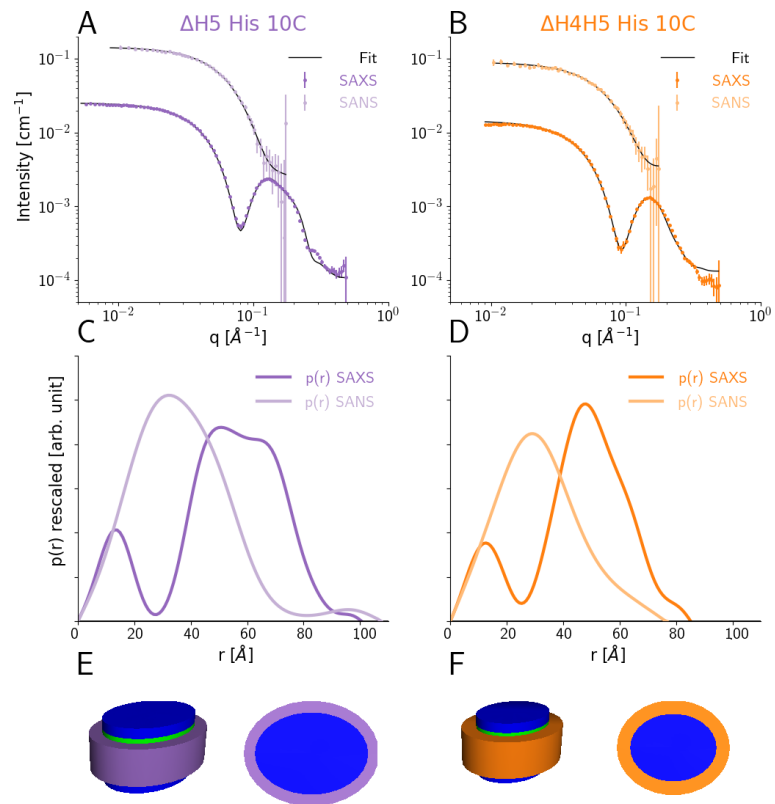 A
ΔH5 His 10C
B
ΔH4H5 His 10C
Fit
SAXS
SANS
Fit
SAXS
SANS
Intensity [cm⁻¹]
10⁻¹
10⁻²
10⁻³
10⁻⁴
10⁻¹
10⁻²
10⁻³
10⁻⁴
10⁻²
10⁻¹
10⁰
10⁻²
10⁻¹
10⁰
q [Å⁻¹]
q [Å⁻¹]
C
D
p(r) SAXS
p(r) SANS
p(r) SAXS
p(r) SANS
p(r) rescaled [arb. unit]
0 20 40 60 80 100
0 20 40 60 80 100
r [Å]
r [Å]
E
F